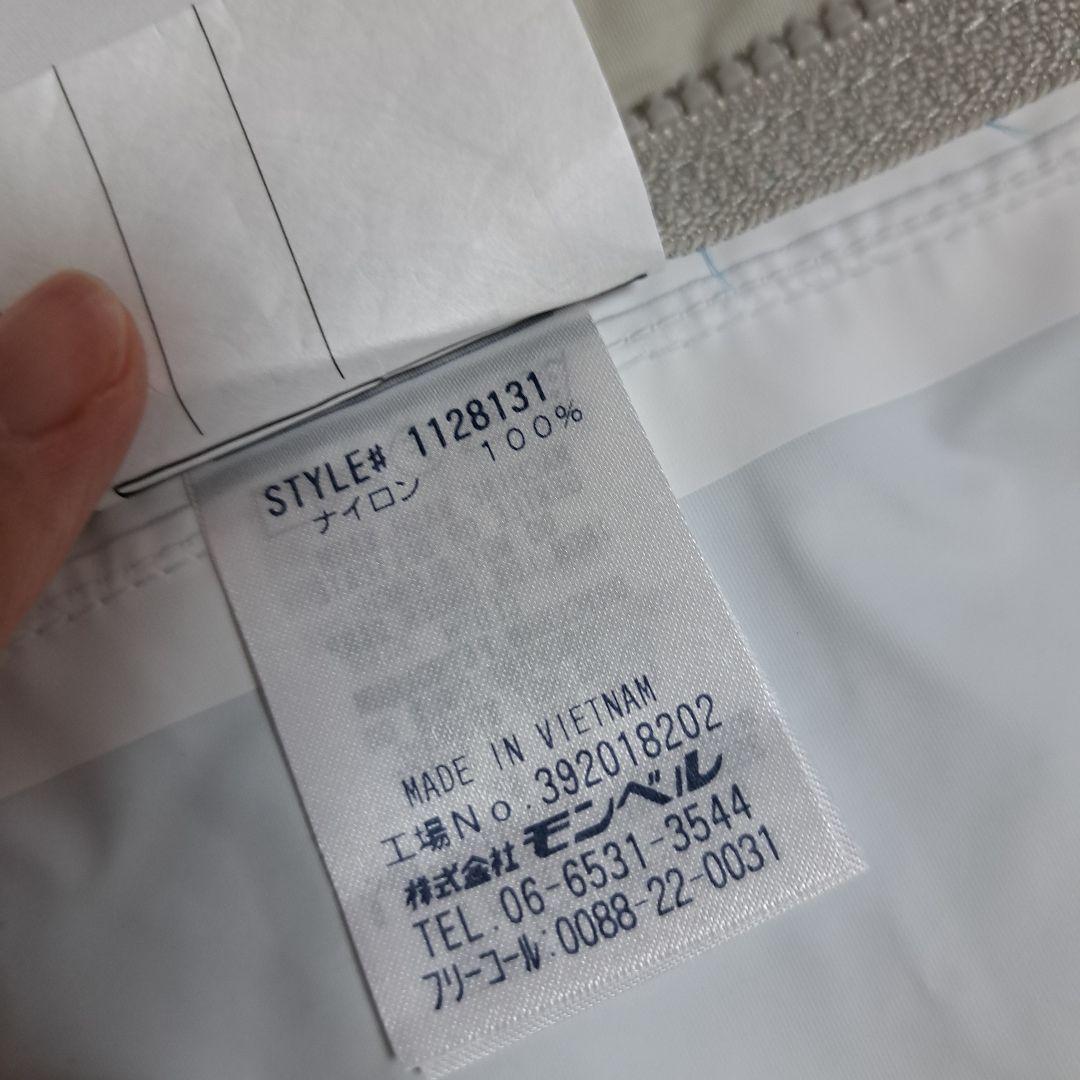 STYLE# 1128131
ナイロン 100%
MADE IN VIETNAM
工場No.392018202
株式会社 モンベル
TEL.06-6531-3544
フリーコール:0088-22-0031